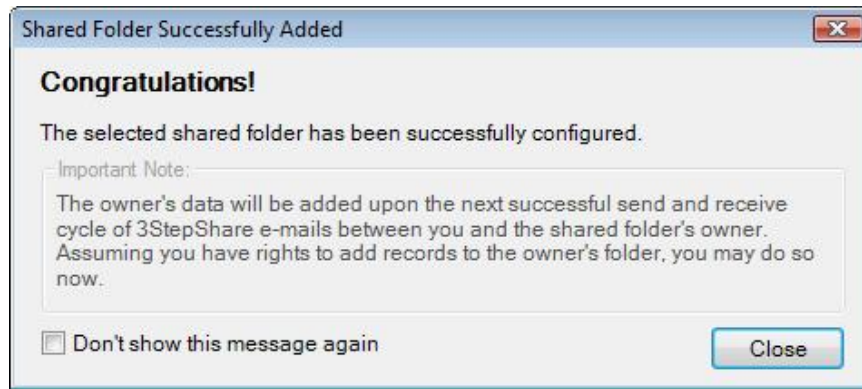 Shared Folder Successfully Added
Congratulations!
The selected shared folder has been successfully configured.
Important Note:
The owner's data will be added upon the next successful send and receive
cycle of 3StepShare e-mails between you and the shared folder's owner.
Assuming you have rights to add records to the owner's folder, you may do so
now.
Don't show this message again
Close